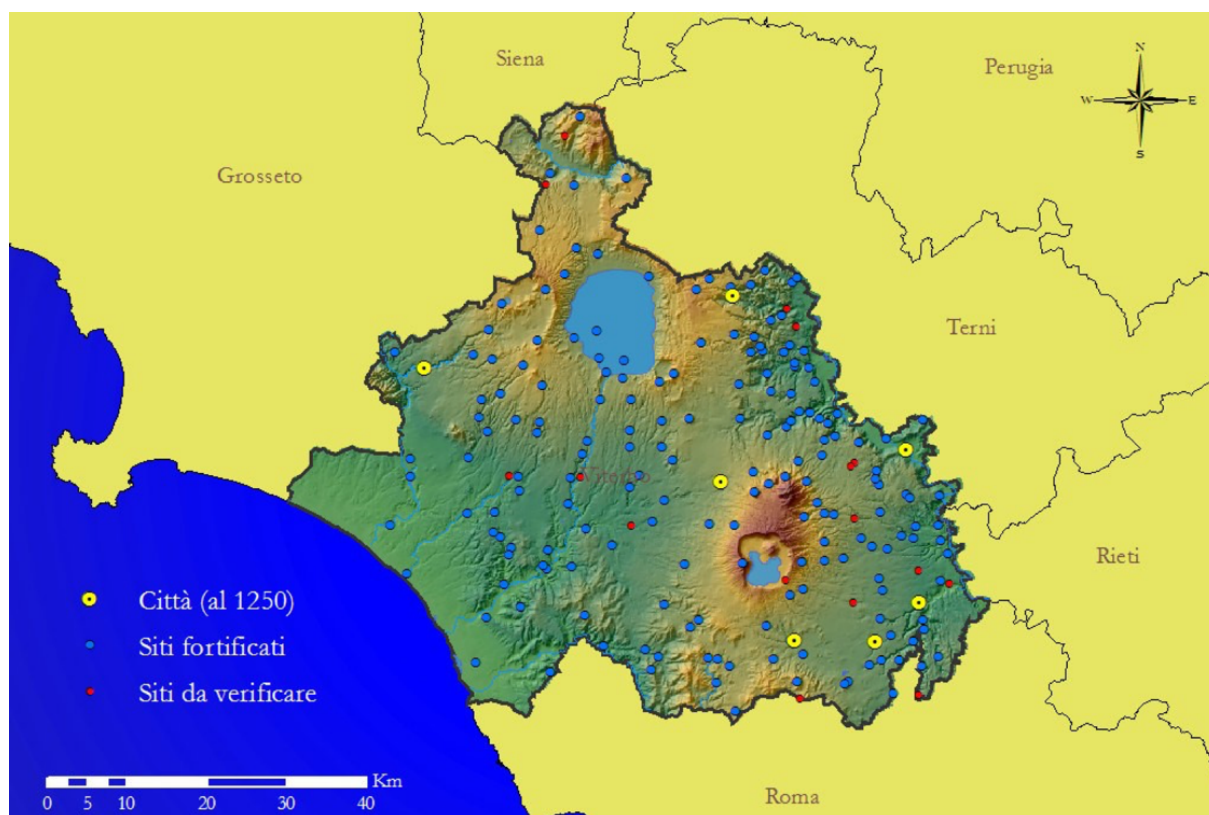 Siena
Perugia
N
W
E
S
Grosseto
Terni
Viterbo
Rieti
Città (al 1250)
Siti fortificati
Siti da verificare
Km
0 5 10 20 30 40
Roma